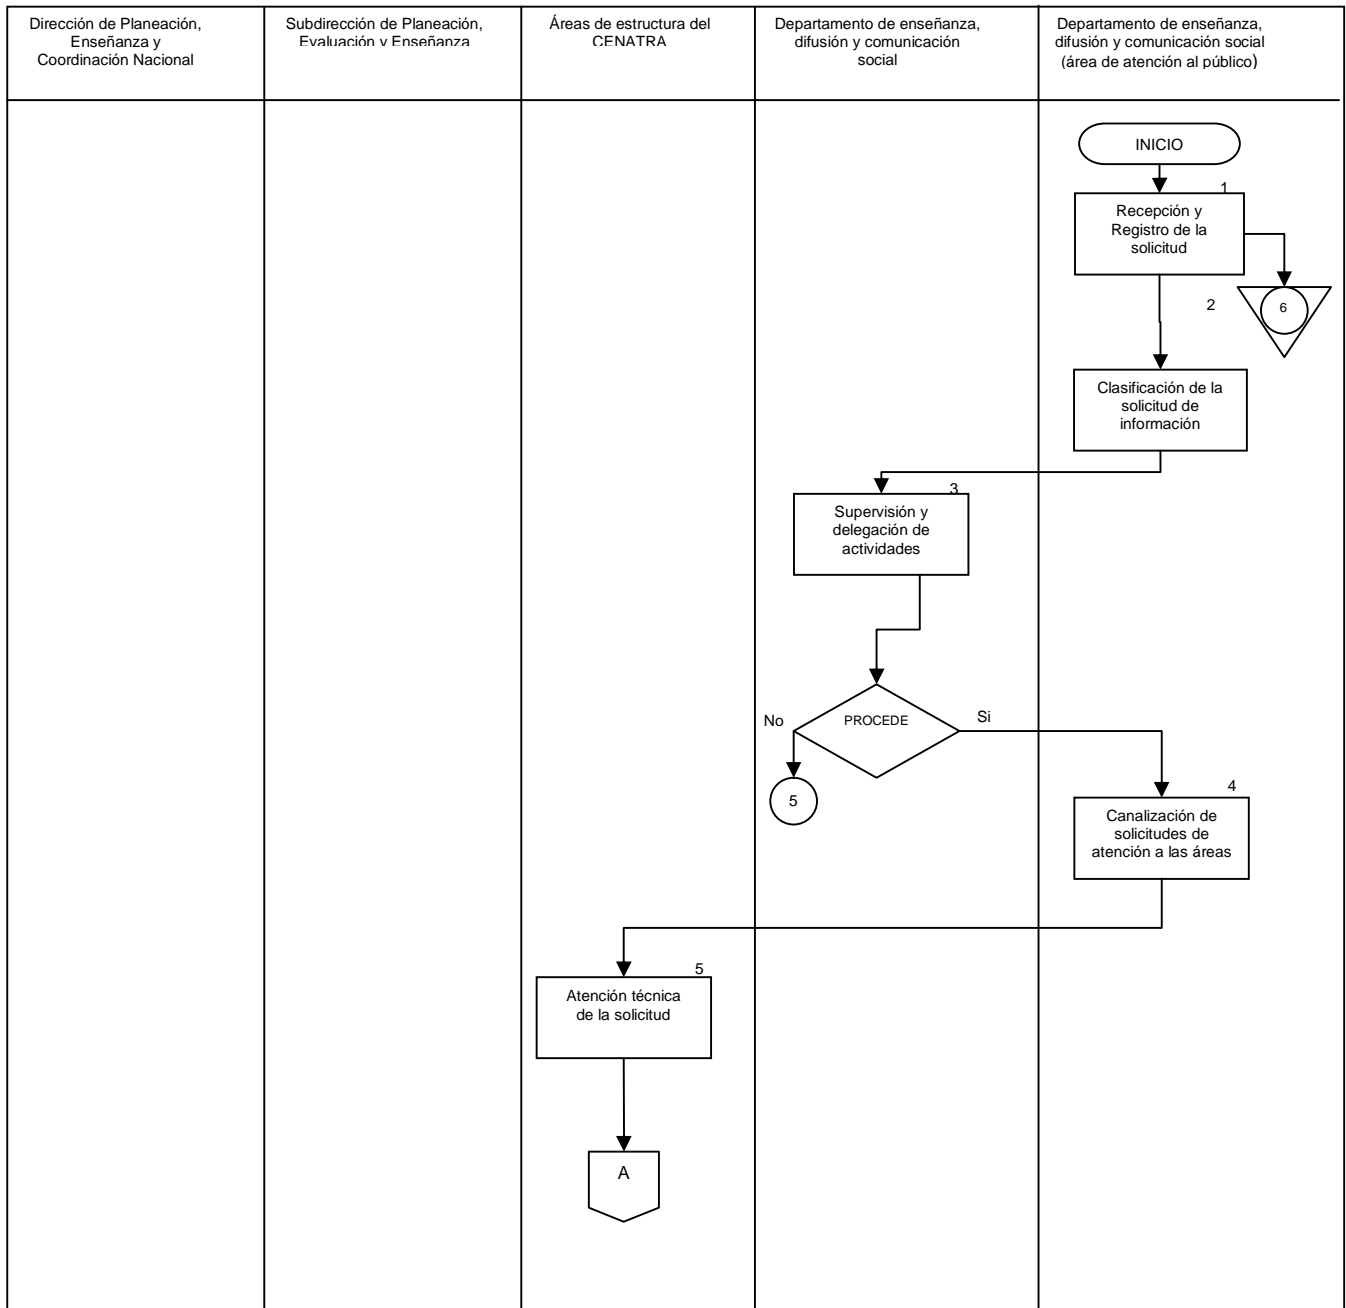 Dirección de Planeación,
Enseñanza y
Coordinación Nacional
Subdirección de Planeación,
Evaluación y Enseñanza
Áreas de estructura del
CENATRA
Departamento de enseñanza,
difusión y comunicación
social
Departamento de enseñanza,
difusión y comunicación social
(área de atención al público)
INICIO
1
Recepción y
Registro de la
solicitud
2
6
Clasificación de la
solicitud de
información
3
Supervisión y
delegación de
actividades
No
PROCEDE
Si
5
4
Canalización de
solicitudes de
atención a las áreas
5
Atención técnica
de la solicitud
A